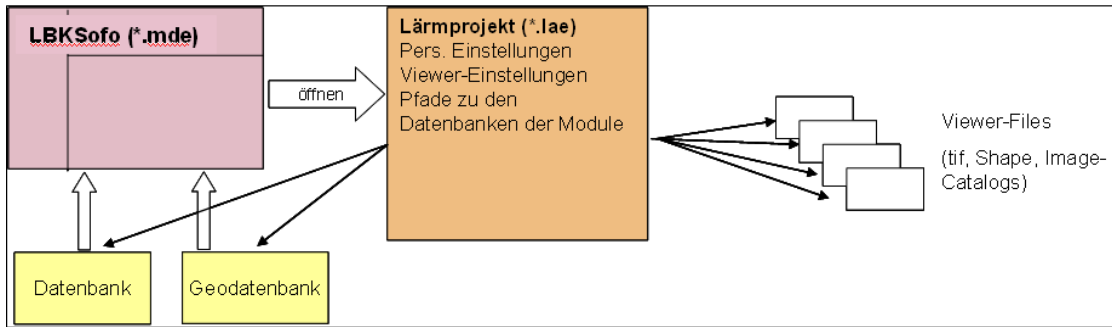 LBKSofo (*.mde)
öffnen
Lärmprojekt (*.lae)
Pers. Einstellungen
Viewer-Einstellungen
Pfade zu den
Datenbanken der Module
Viewer-Files
(tif, Shape, Image-
Catalogs)
Datenbank
Geodatenbank